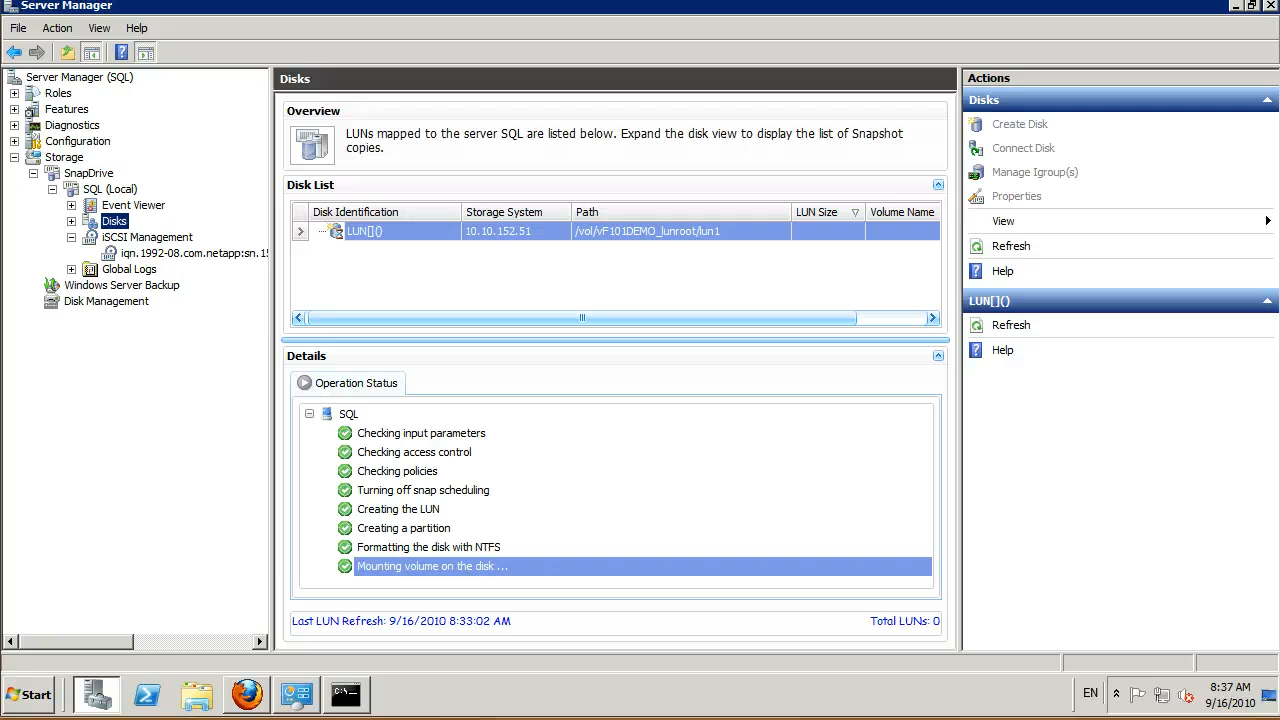 Server Manager
File Action View Help
Server Manager (SQL)
Roles
Features
Diagnostics
Configuration
Storage
SnapDrive
SQL (Local)
Event Viewer
Disks
iSCSI Management
iqn.1992-08.com.netapp:sn.15
Global Logs
Windows Server Backup
Disk Management
Disks
Overview
LUNs mapped to the server SQL are listed below. Expand the disk view to display the list of Snapshot
copies.
Disk List
Disk Identification Storage System Path LUN Size Volume Name
LUN[]() 10.10.152.51 /vol/vF101DEMO_lunroot/lun1
Details
Operation Status
SQL
Checking input parameters
Checking access control
Checking policies
Turning off snap scheduling
Creating the LUN
Creating a partition
Formatting the disk with NTFS
Mounting volume on the disk ...
Last LUN Refresh: 9/16/2010 8:33:02 AM Total LUNs: 0
Actions
Disks
Create Disk
Connect Disk
Manage Igroup(s)
Properties
View
Refresh
Help
LUN[]()
Refresh
Help
Start
EN
8:37 AM
9/16/2010